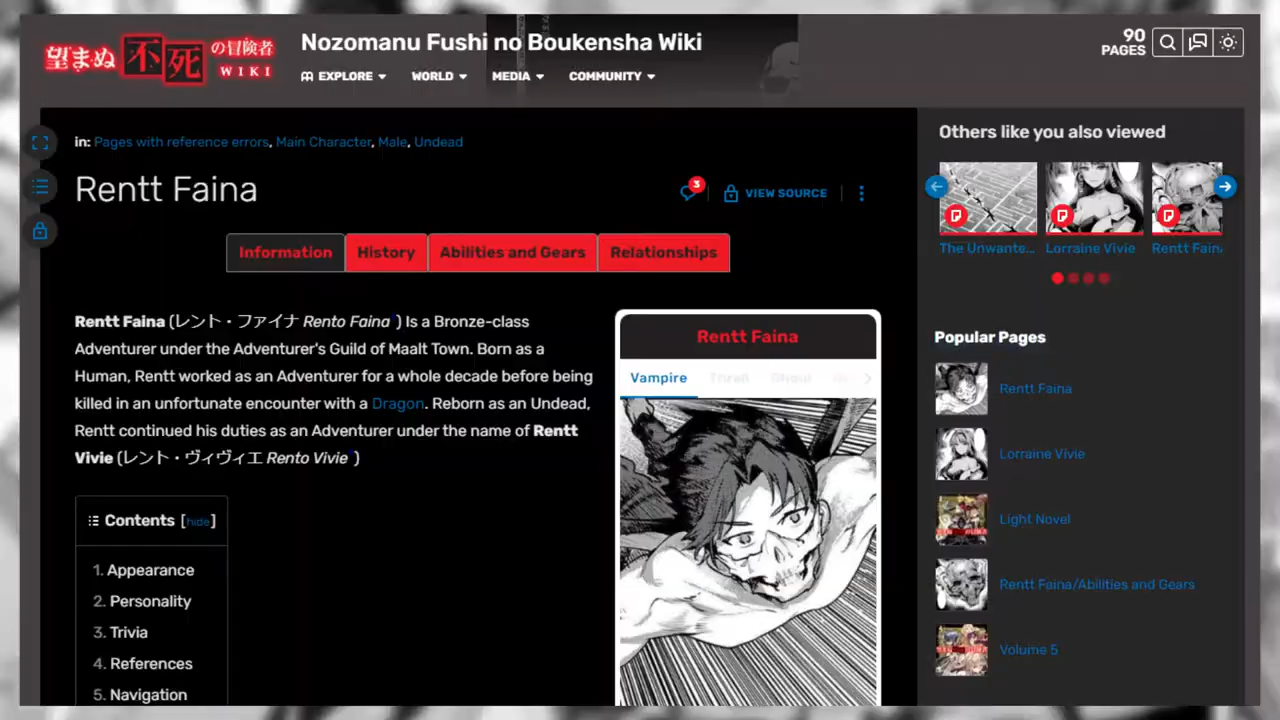 望まぬ不死の冒険者
WIKI
Nozomanu Fushi no Boukensha Wiki
EXPLORE
WORLD
MEDIA
COMMUNITY
90
PAGES
in: Pages with reference errors, Main Character, Male, Undead
Rentt Faina
3
VIEW SOURCE
Information
History
Abilities and Gears
Relationships
Rentt Faina (レント・ファイナ Rento Faina ) Is a Bronze-class
Adventurer under the Adventurer's Guild of Maalt Town. Born as a
Human, Rentt worked as an Adventurer for a whole decade before being
killed in an unfortunate encounter with a Dragon. Reborn as an Undead,
Rentt continued his duties as an Adventurer under the name of Rentt
Vivie (レント・ヴィヴィエ Rento Vivie )
Contents [hide]
1. Appearance
2. Personality
3. Trivia
4. References
5. Navigation
Rentt Faina
Vampire
Thrall
Ghoul
Others like you also viewed
The Unwante...
Lorraine Vivie
Rentt Faina
Popular Pages
Rentt Faina
Lorraine Vivie
Light Novel
Rentt Faina/Abilities and Gears
Volume 5